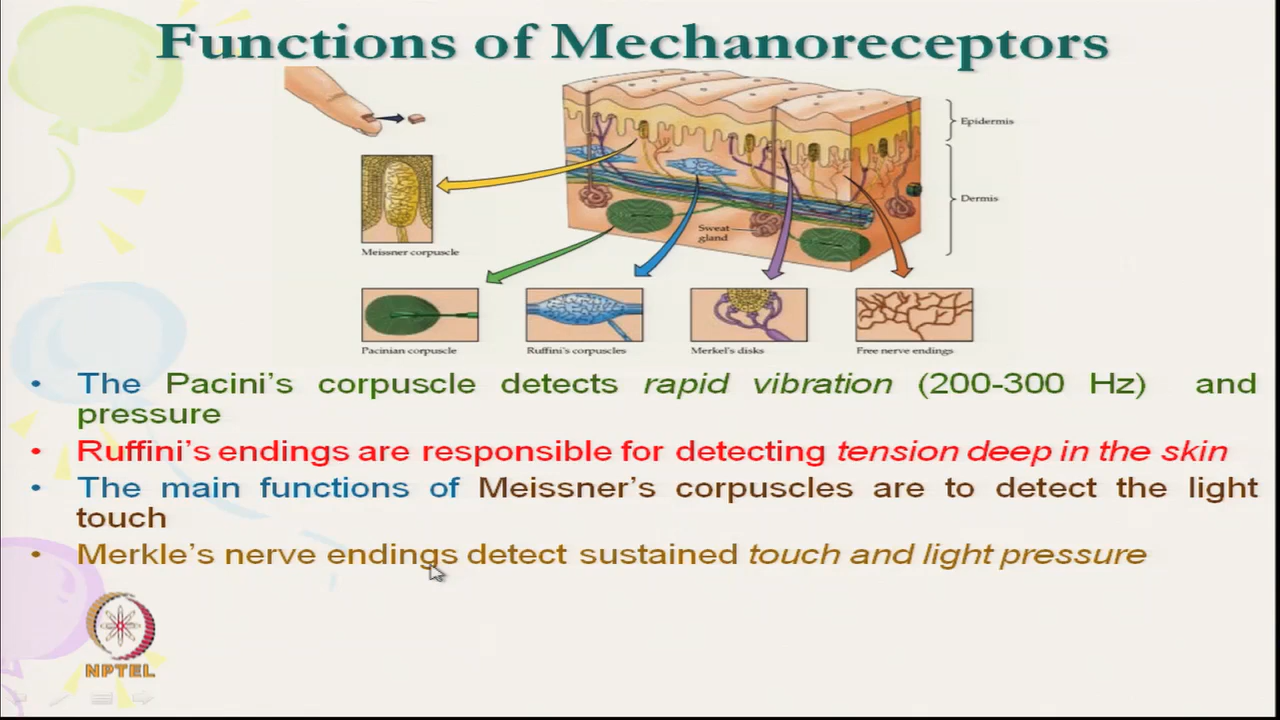 Functions of Mechanoreceptors
Epidermis
Dermis
Sweat
gland
Meissner corpuscle
Pacinian corpuscle
Ruffini's corpuscles
Merkel's disks
Free nerve endings
• The Pacini's corpuscle detects rapid vibration (200-300 Hz) and
pressure
• Ruffini's endings are responsible for detecting tension deep in the skin
• The main functions of Meissner's corpuscles are to detect the light
touch
• Merkle's nerve endings detect sustained touch and light pressure
NPTEL